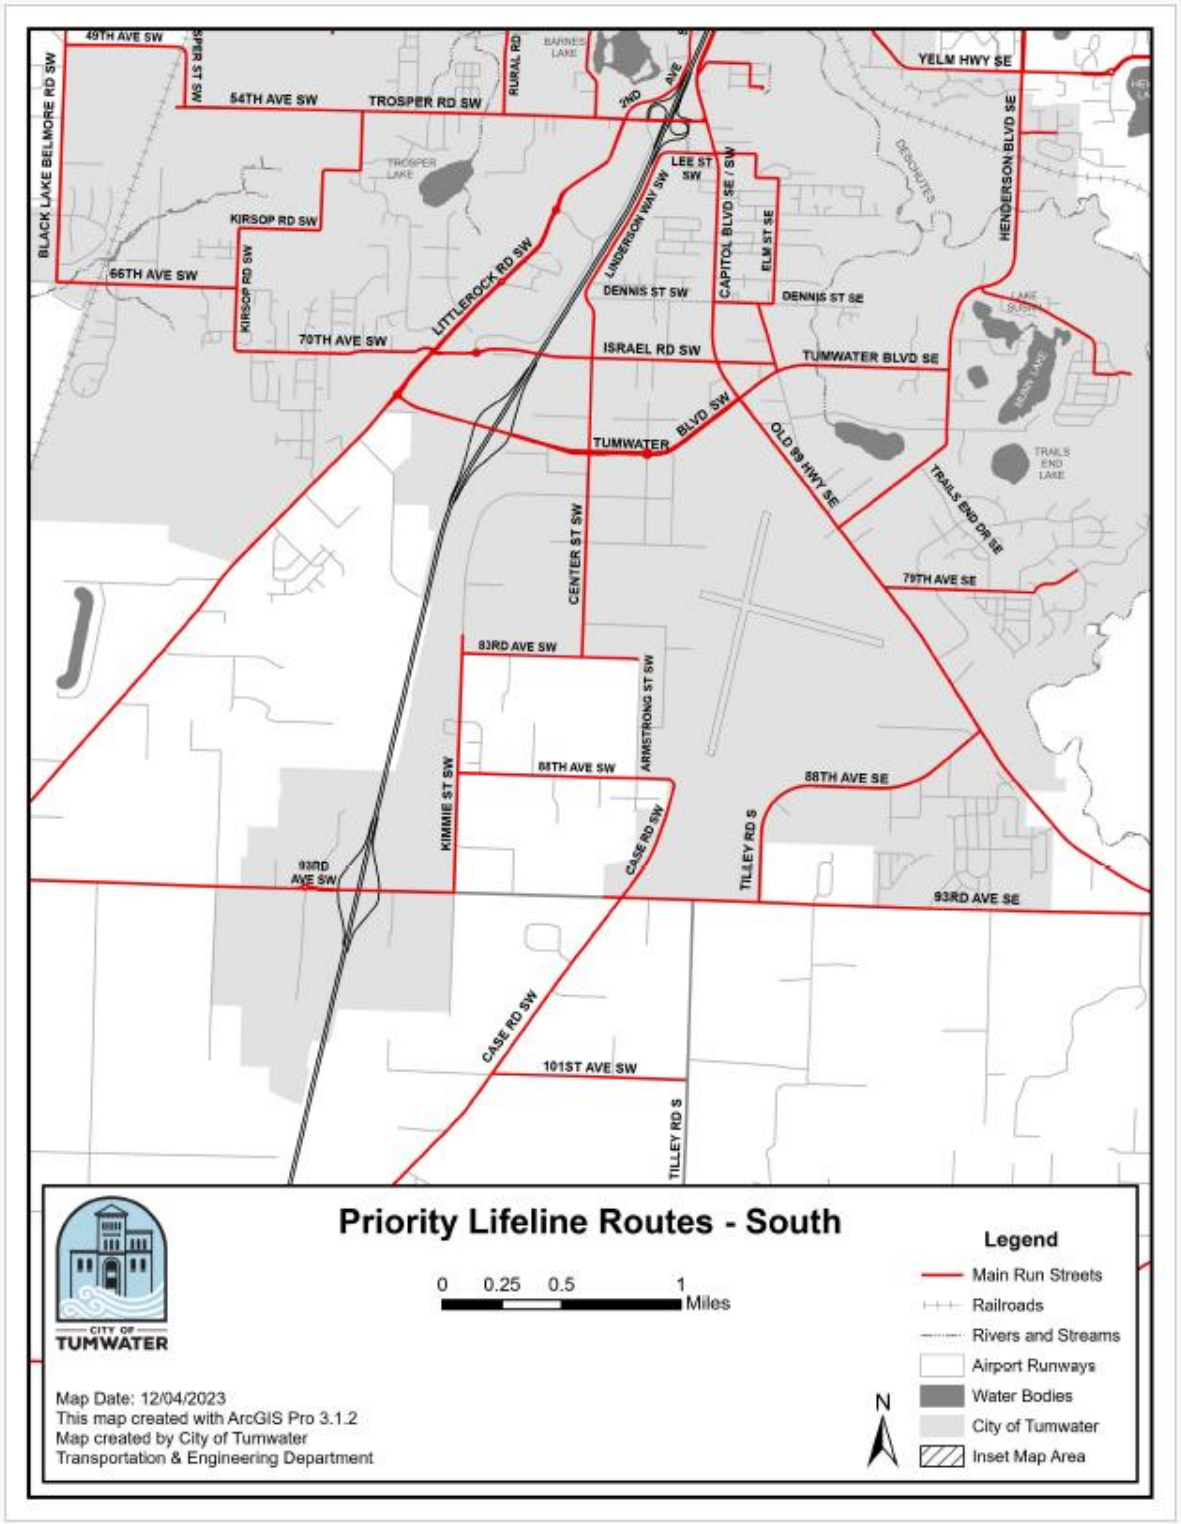 49TH AVE SW
BLACK LAKE BELMORE RD SW
SPER ST SW
54TH AVE SW
TROSPER RD SW
RURAL RD
BARNES
LAKE
2ND
AVE
S
YELM HWY SE
HENDERSON BLVD SE
DESCHUTES
TROSPER
LAKE
LEE ST
SW
KIRSOP RD SW
KIRSOP RD SW
66TH AVE SW
LITTLEROCK RD SW
LINDERSON WAY SW
CAPITOL BLVD SE / SW
ELM ST SE
DENNIS ST SW
DENNIS ST SE
LAKE
SUSAN
MUNN LAKE
70TH AVE SW
ISRAEL RD SW
TUMWATER BLVD SE
TUMWATER
BLVD SW
OLD 99 HWY SE
TRAILS
END
LAKE
TRAILS END DR SE
CENTER ST SW
79TH AVE SE
83RD AVE SW
ARMSTRONG ST SW
88TH AVE SW
KIMMIE ST SW
CASE RD SW
88TH AVE SE
TILLEY RD S
93RD
AVE SW
93RD AVE SE
CASE RD SW
101ST AVE SW
TILLEY RD S
Priority Lifeline Routes - South
0 0.25 0.5 1
Miles
CITY OF
TUMWATER
Map Date: 12/04/2023
This map created with ArcGIS Pro 3.1.2
Map created by City of Tumwater
Transportation & Engineering Department
N
Legend
Main Run Streets
Railroads
Rivers and Streams
Airport Runways
Water Bodies
City of Tumwater
Inset Map Area